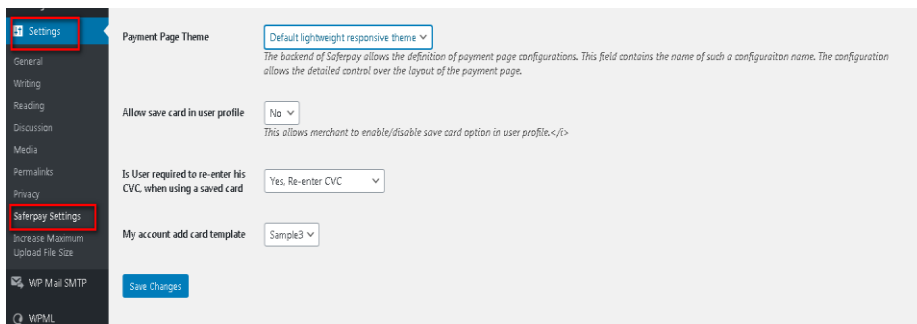 Settings
General
Writing
Reading
Discussion
Media
Permalinks
Privacy
Saferpay Settings
Increase Maximum
Upload File Size
WP Mail SMTP
WPML
Payment Page Theme
Default lightweight responsive theme
The backend of Saferpay allows the definition of payment page configurations. This field contains the name of such a configuraiton name. The configuration
allows the detailed control over the layout of the payment page.
Allow save card in user profile
No
This allows merchant to enable/disable save card option in user profile.</i>
Is User required to re-enter his
CVC, when using a saved card
Yes, Re-enter CVC
My account add card template
Sample3
Save Changes